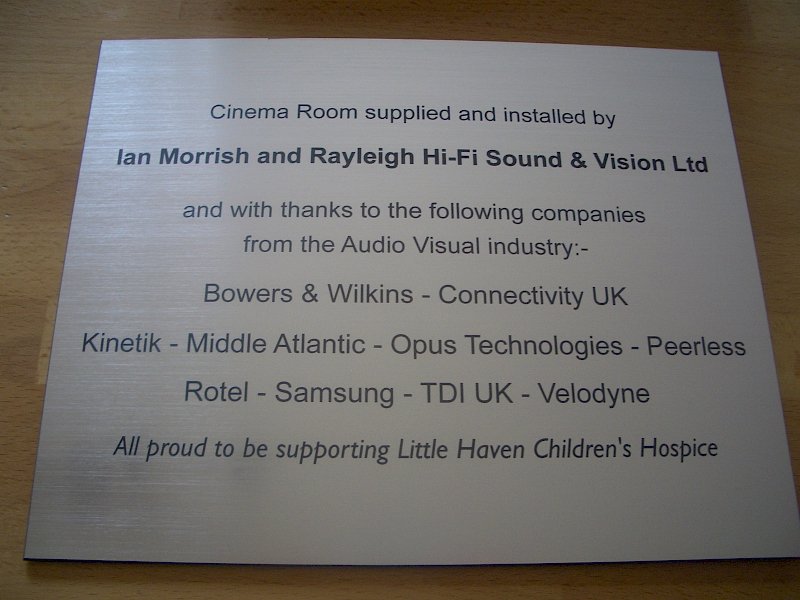 Cinema Room supplied and installed by
Ian Morrish and Rayleigh Hi-Fi Sound & Vision Ltd
and with thanks to the following companies
from the Audio Visual industry:-
Bowers & Wilkins - Connectivity UK
Kinetik - Middle Atlantic - Opus Technologies - Peerless
Rotel - Samsung - TDI UK - Velodyne
All proud to be supporting Little Haven Children's Hospice